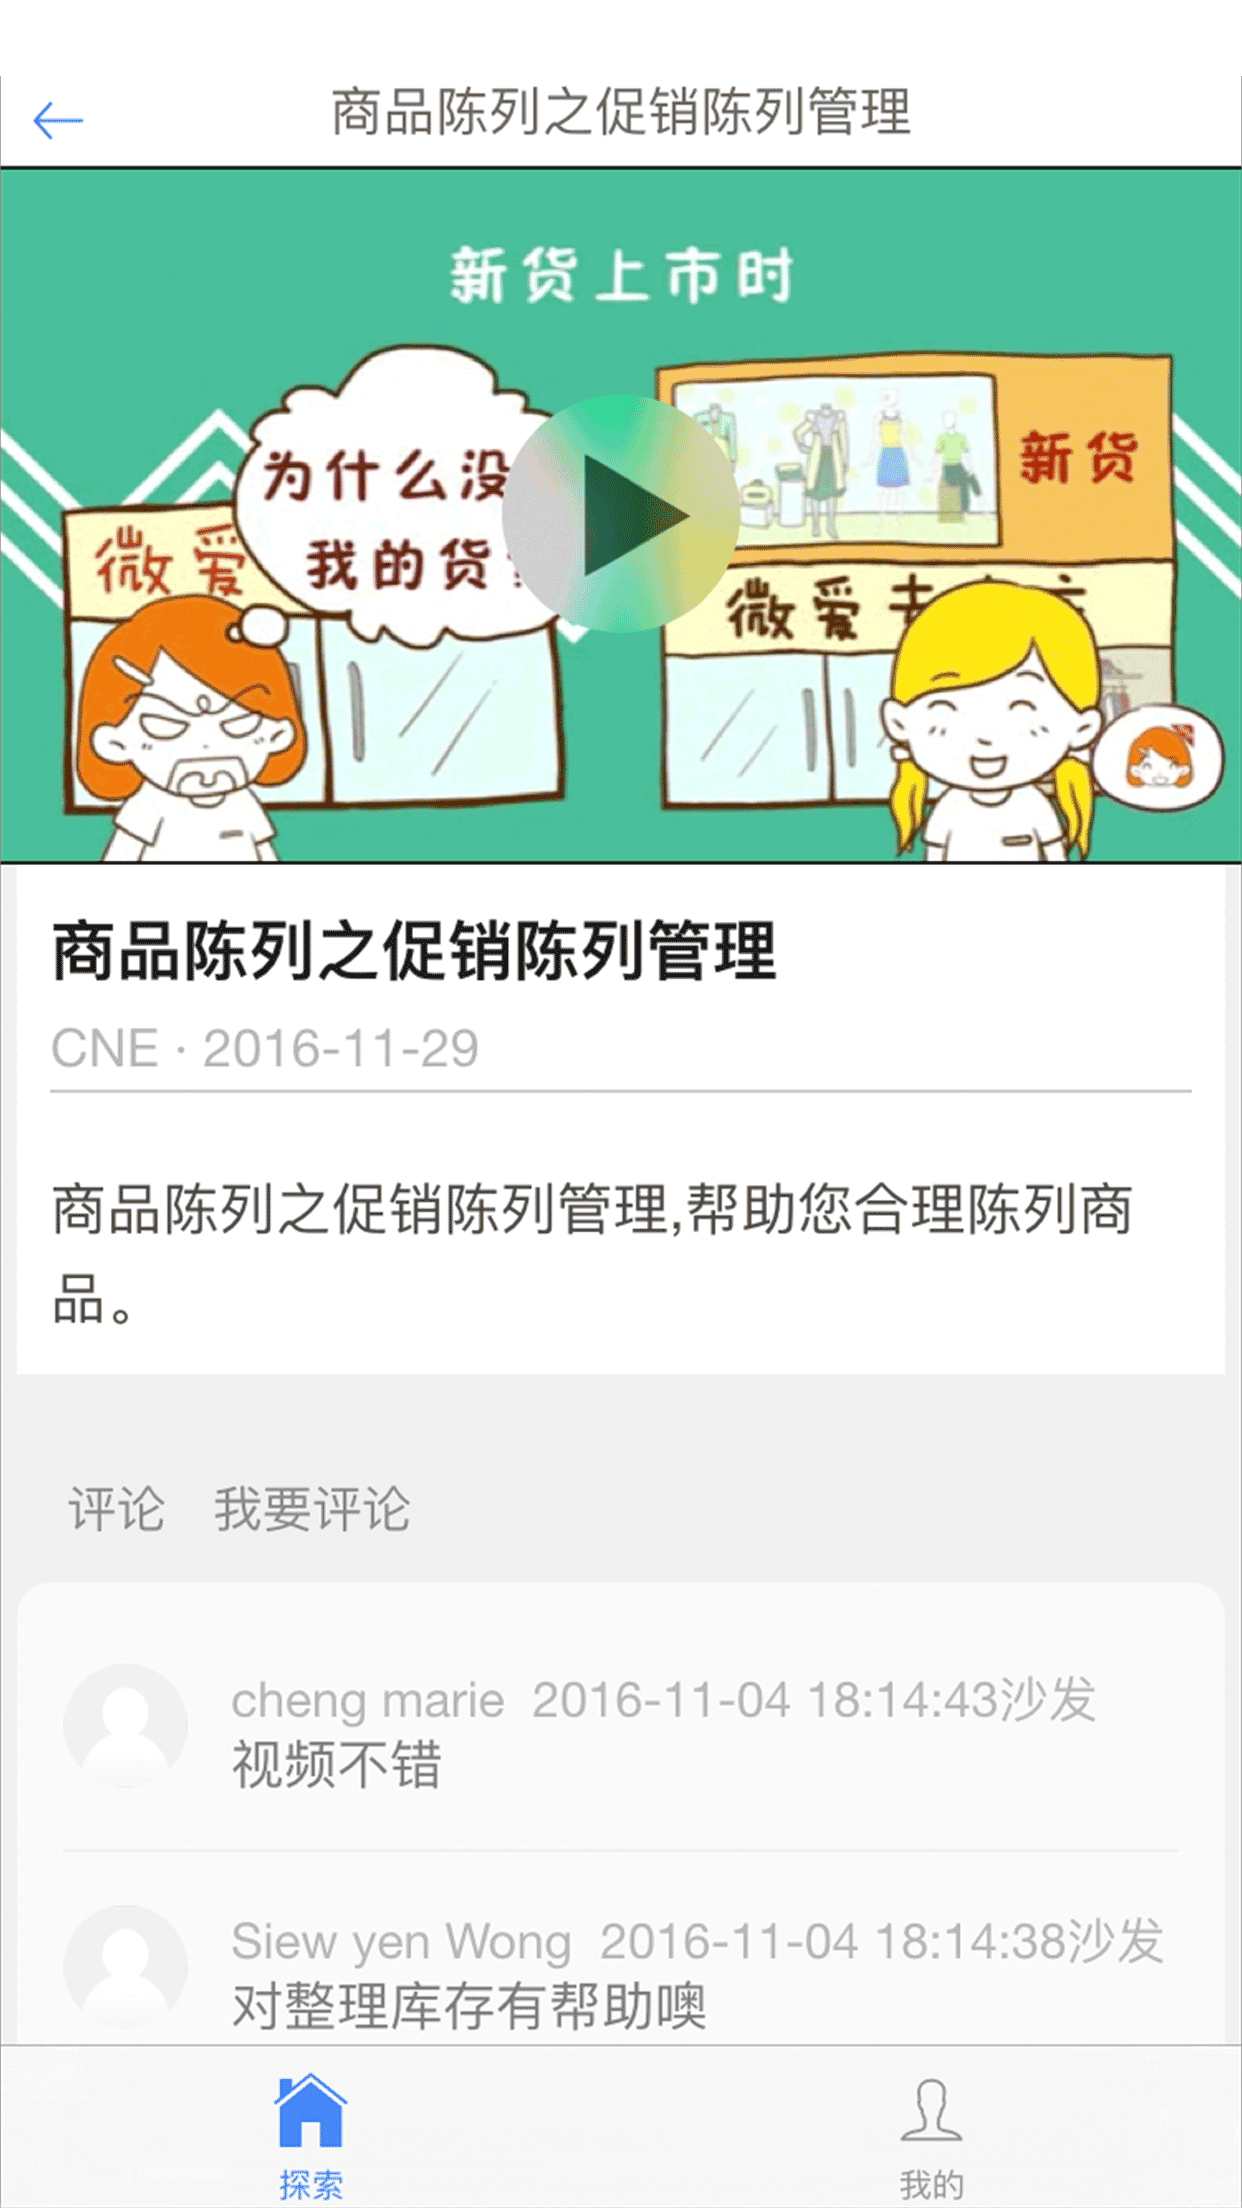 商品陈列之促销陈列管理
新货上市时
为什么没
我的货
新货
微爱
微爱
商品陈列之促销陈列管理
CNE · 2016-11-29
商品陈列之促销陈列管理,帮助您合理陈列商
品。
评论 我要评论
cheng marie 2016-11-04 18:14:43沙发
视频不错
Siew yen Wong 2016-11-04 18:14:38沙发
对整理库存有帮助噢
探索
我的